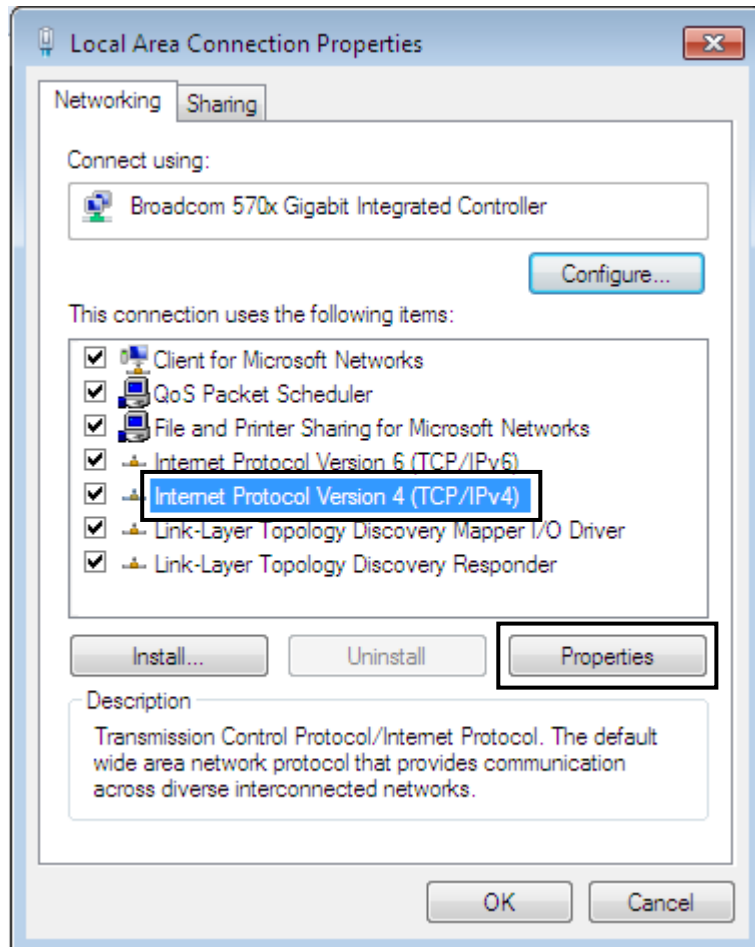 Local Area Connection Properties
Networking
Sharing
Connect using:
Broadcom 570x Gigabit Integrated Controller
Configure...
This connection uses the following items:
Client for Microsoft Networks
QoS Packet Scheduler
File and Printer Sharing for Microsoft Networks
Internet Protocol Version 6 (TCP/IPv6)
Internet Protocol Version 4 (TCP/IPv4)
Link-Layer Topology Discovery Mapper I/O Driver
Link-Layer Topology Discovery Responder
Install...
Uninstall
Properties
Description
Transmission Control Protocol/Internet Protocol. The default
wide area network protocol that provides communication
across diverse interconnected networks.
OK
Cancel